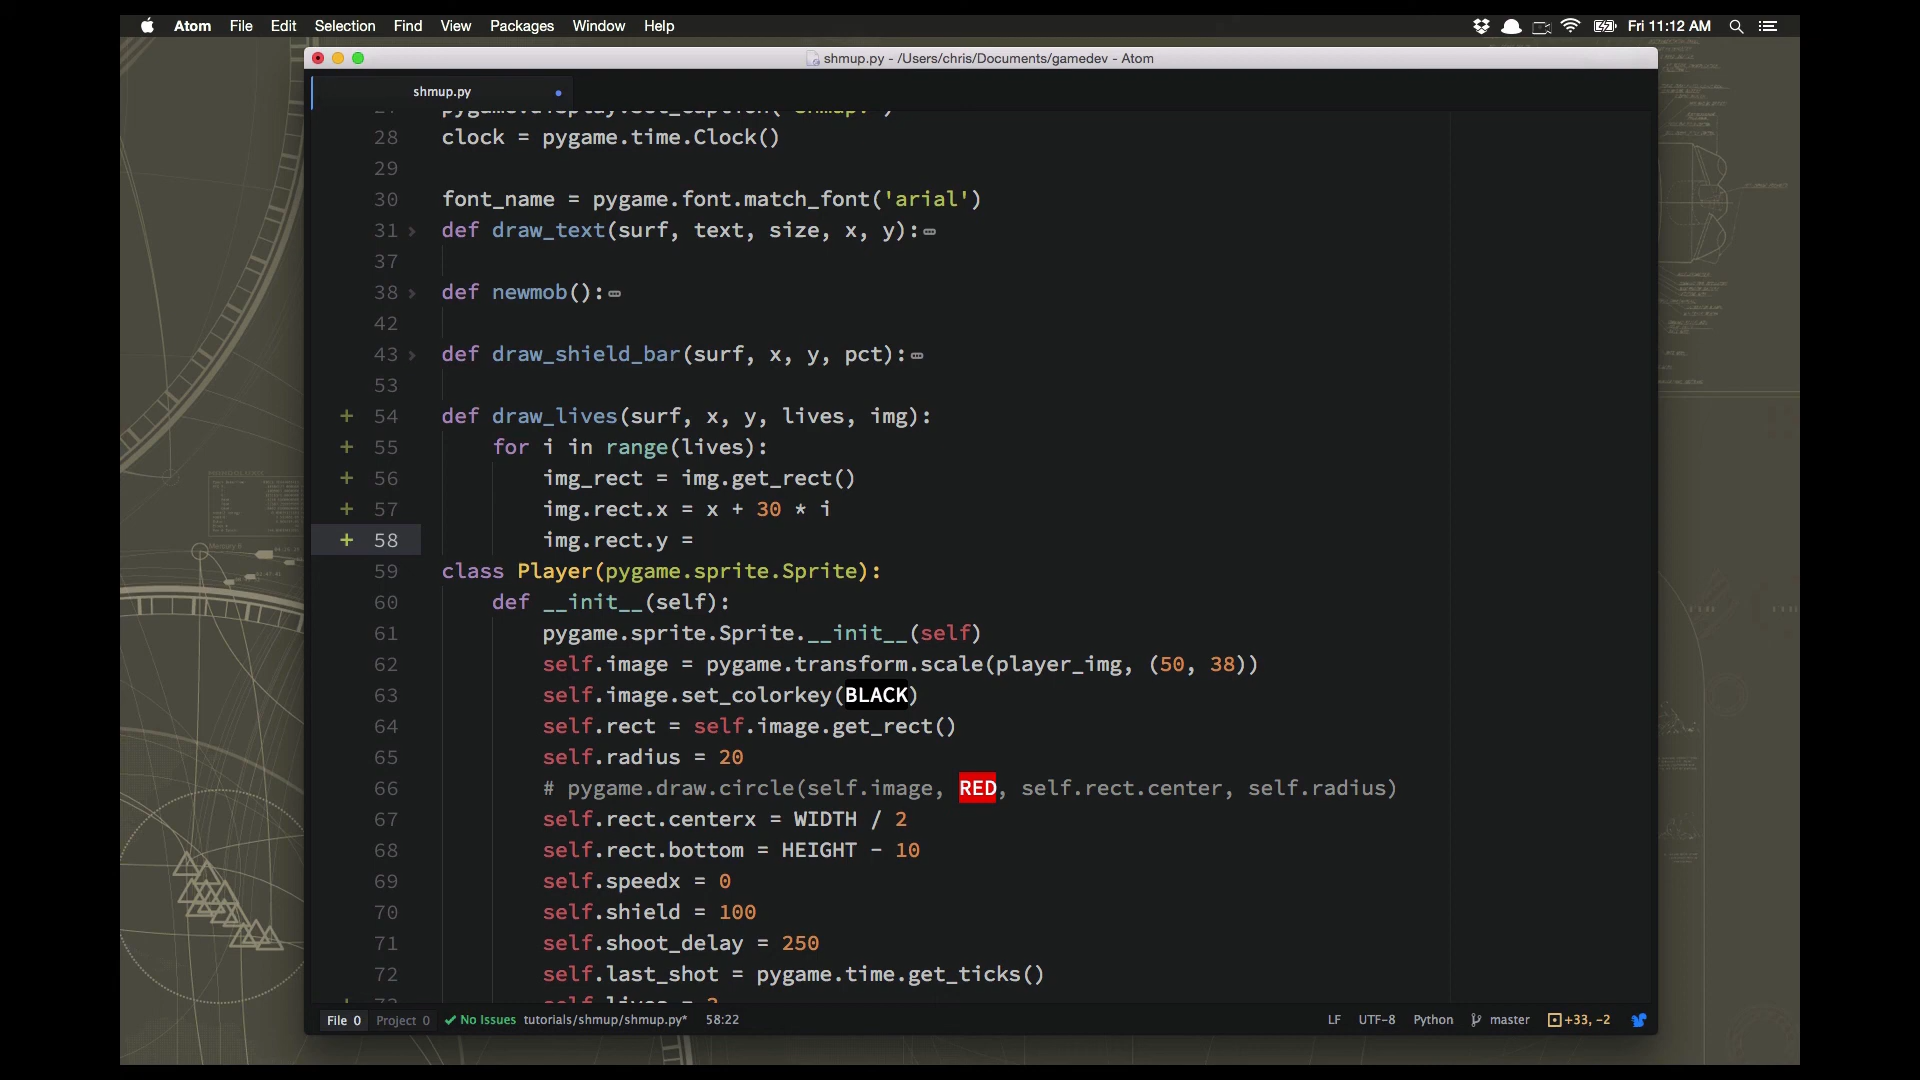 Atom File Edit Selection Find View Packages Window Help Fri 11:12 AM
shmup.py - /Users/chris/Documents/gamedev - Atom
shmup.py
28 clock = pygame.time.Clock()
29
30 font_name = pygame.font.match_font('arial')
31 def draw_text(surf, text, size, x, y):
37
38 def newmob():
42
43 def draw_shield_bar(surf, x, y, pct):
53
+ 54 def draw_lives(surf, x, y, lives, img):
+ 55 for i in range(lives):
+ 56 img_rect = img.get_rect()
+ 57 img.rect.x = x + 30 * i
+ 58 img.rect.y =
59 class Player(pygame.sprite.Sprite):
60 def __init__(self):
61 pygame.sprite.Sprite.__init__(self)
62 self.image = pygame.transform.scale(player_img, (50, 38))
63 self.image.set_colorkey(BLACK)
64 self.rect = self.image.get_rect()
65 self.radius = 20
66 # pygame.draw.circle(self.image, RED, self.rect.center, self.radius)
67 self.rect.centerx = WIDTH / 2
68 self.rect.bottom = HEIGHT - 10
69 self.speedx = 0
70 self.shield = 100
71 self.shoot_delay = 250
72 self.last_shot = pygame.time.get_ticks()
File 0 Project 0 No Issues tutorials/shmup/shmup.py* 58:22 LF UTF-8 Python master +33, -2